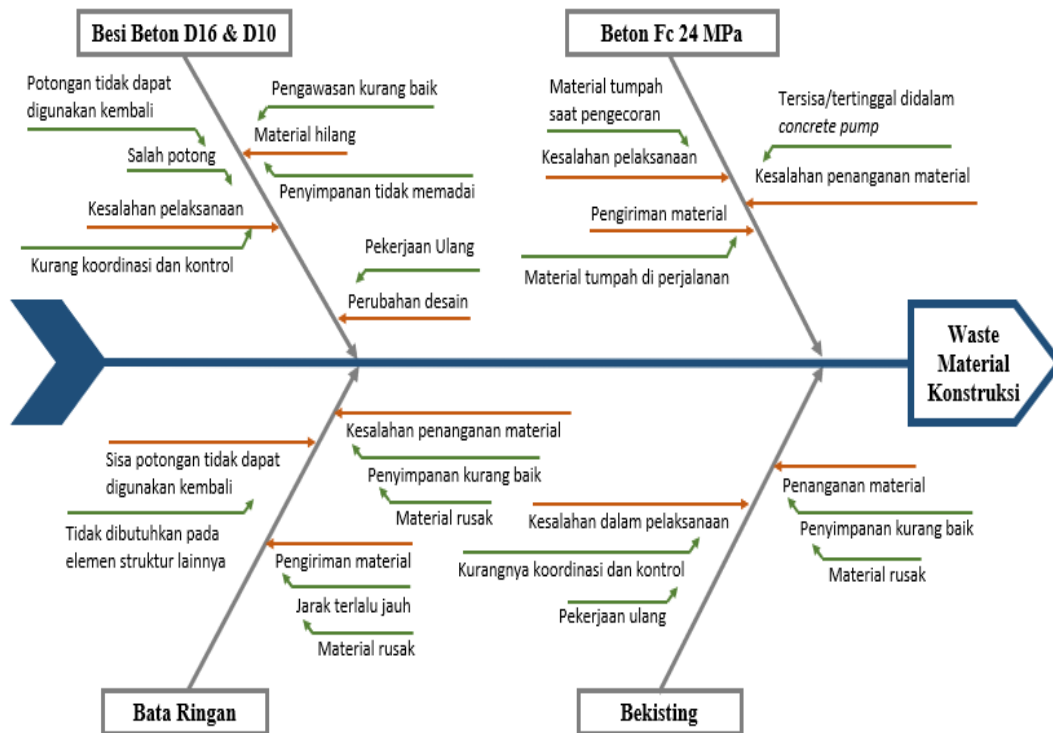 Besi Beton D16 & D10
Potongan tidak dapat
digunakan kembali
Salah potong
Kesalahan pelaksanaan
Kurang koordinasi dan kontrol
Pengawasan kurang baik
Material hilang
Penyimpanan tidak memadai
Pekerjaan Ulang
Perubahan desain
Beton Fc 24 MPa
Material tumpah
saat pengecoran
Kesalahan pelaksanaan
Pengiriman material
Material tumpah di perjalanan
Tersisa/tertinggal didalam
concrete pump
Kesalahan penanganan material
Waste
Material
Konstruksi
Sisa potongan tidak dapat
digunakan kembali
Tidak dibutuhkan pada
elemen struktur lainnya
Kesalahan penanganan material
Penyimpanan kurang baik
Material rusak
Pengiriman material
Jarak terlalu jauh
Material rusak
Bata Ringan
Kesalahan dalam pelaksanaan
Kurangnya koordinasi dan kontrol
Pekerjaan ulang
Penanganan material
Penyimpanan kurang baik
Material rusak
Bekisting